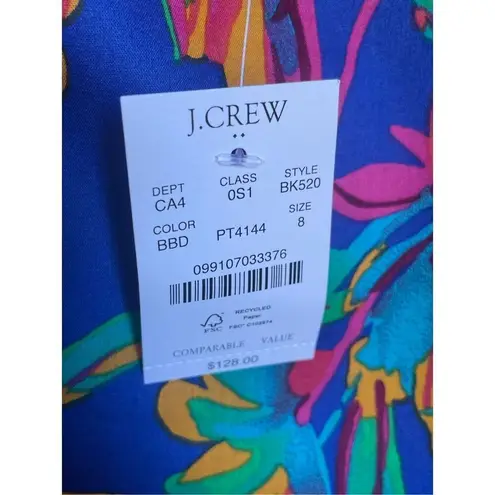 J.CREW
DEPT CLASS STYLE
CA4 0S1 BK520
COLOR SIZE
BBD PT4144 8
099107033376
FSC
RECYCLED
Paper
COMPARABLE VALUE
$128.00